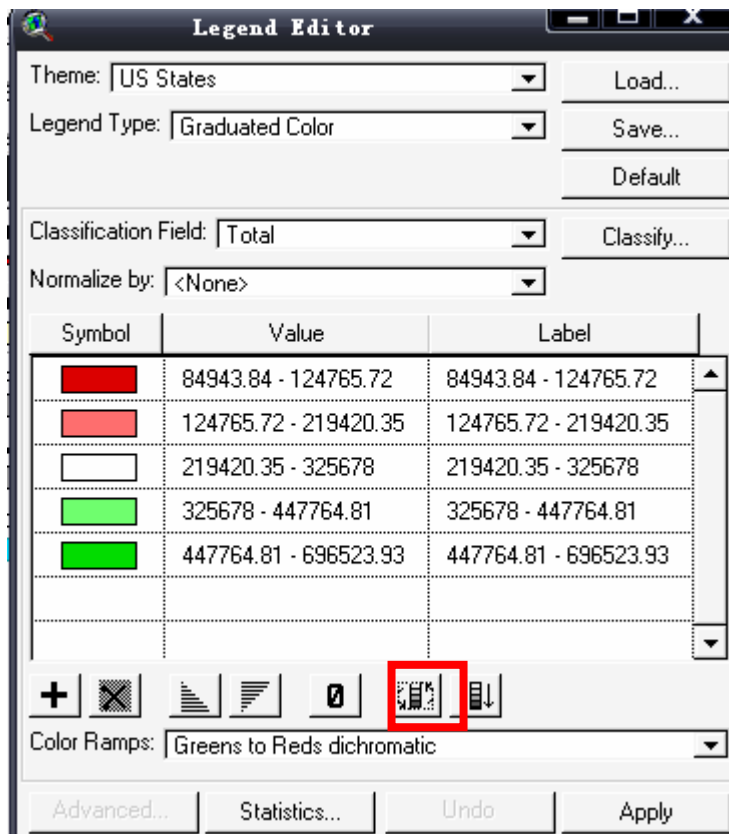 Legend Editor
Theme: US States
Load...
Legend Type: Graduated Color
Save...
Default
Classification Field: Total
Classify...
Normalize by: <None>
Symbol Value Label
84943.84 - 124765.72 84943.84 - 124765.72
124765.72 - 219420.35 124765.72 - 219420.35
219420.35 - 325678 219420.35 - 325678
325678 - 447764.81 325678 - 447764.81
447764.81 - 696523.93 447764.81 - 696523.93
0
Color Ramps: Greens to Reds dichromatic
Advanced... Statistics... Undo Apply